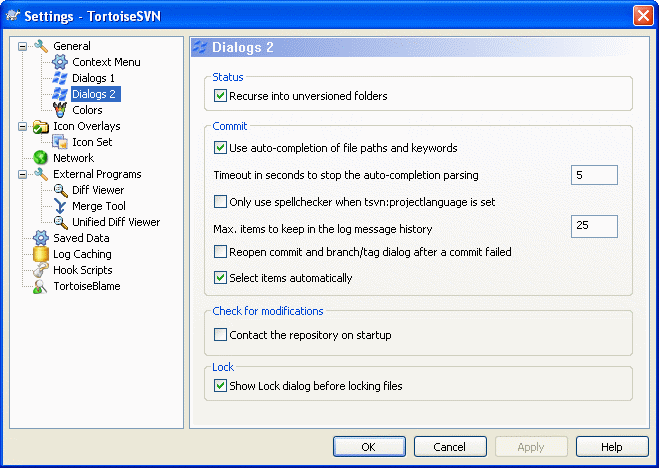 Settings - TortoiseSVN
General
Context Menu
Dialogs 1
Dialogs 2
Colors
Icon Overlays
Icon Set
Network
External Programs
Diff Viewer
Merge Tool
Unified Diff Viewer
Saved Data
Log Caching
Hook Scripts
TortoiseBlame
Dialogs 2
Status
Recurse into unversioned folders
Commit
Use auto-completion of file paths and keywords
Timeout in seconds to stop the auto-completion parsing 5
Only use spellchecker when tsvn:projectlanguage is set
Max. items to keep in the log message history 25
Reopen commit and branch/tag dialog after a commit failed
Select items automatically
Check for modifications
Contact the repository on startup
Lock
Show Lock dialog before locking files
OK Cancel Apply Help